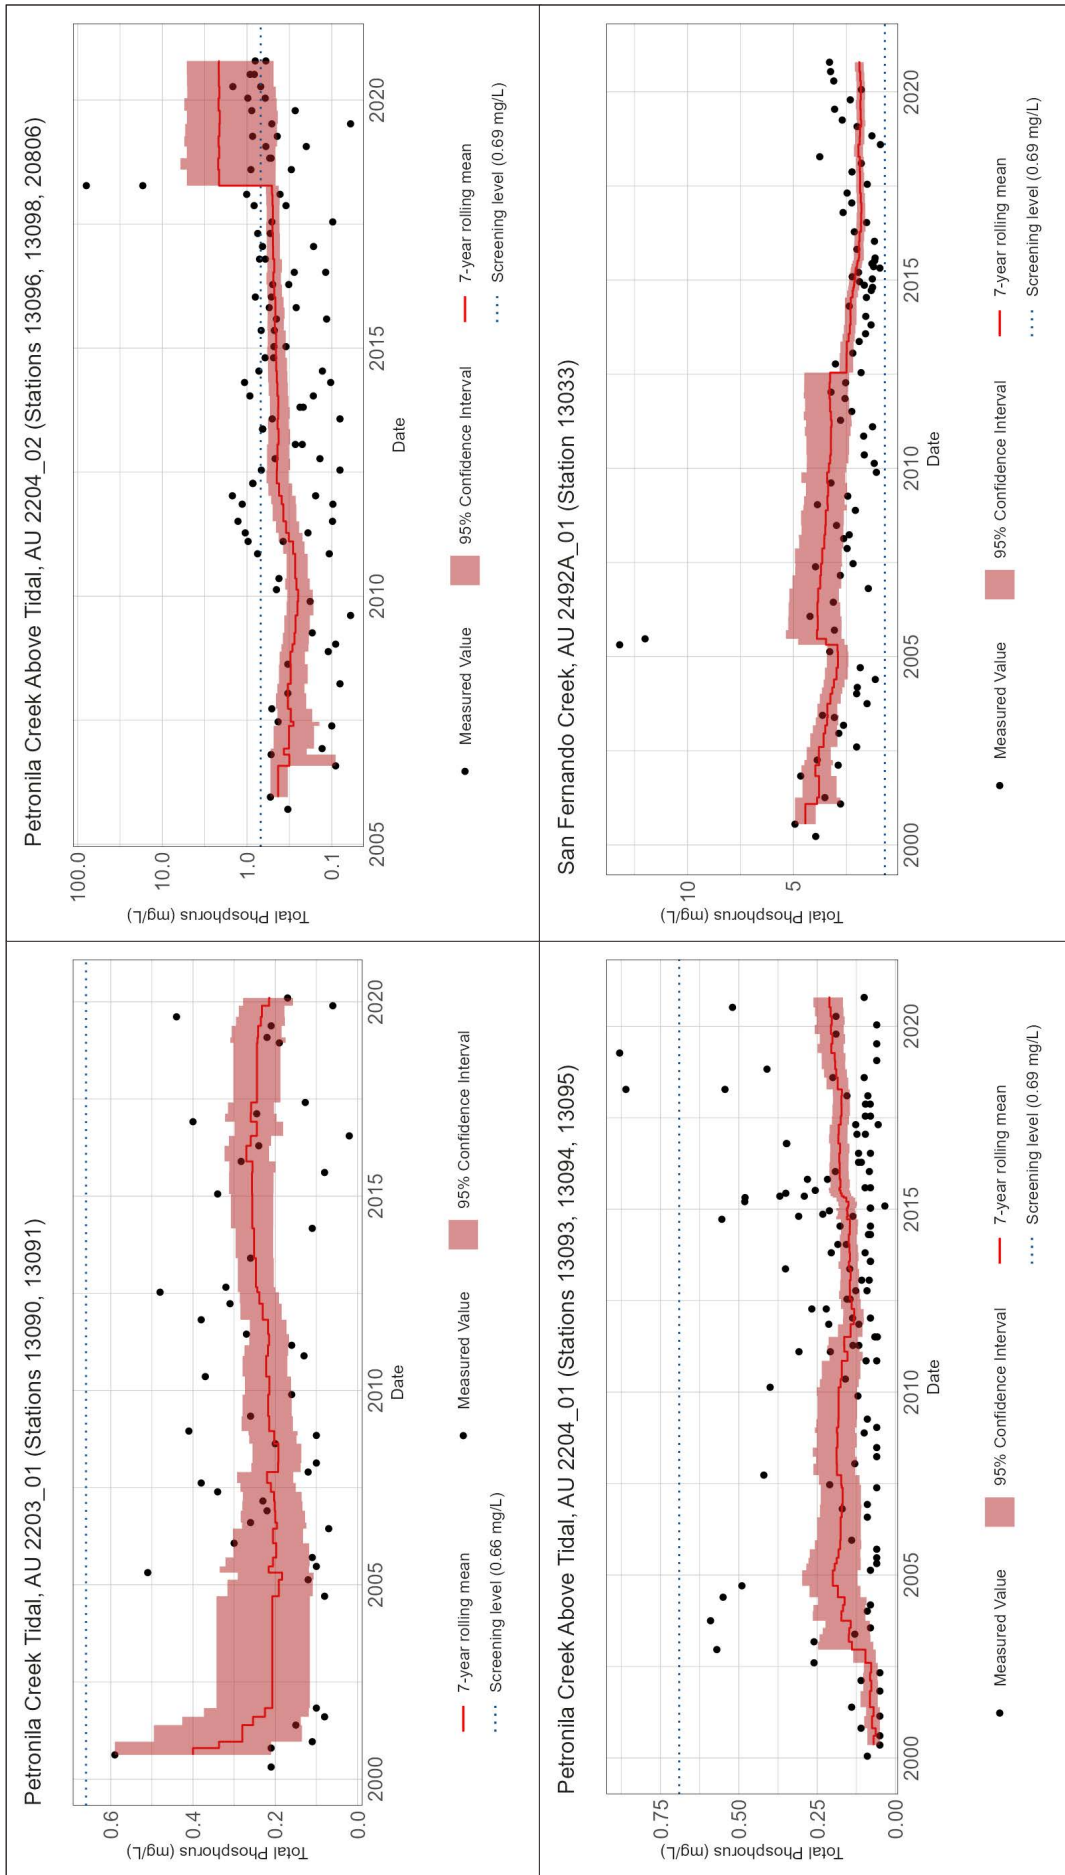 Petronila Creek Tidal, AU 2203_01 (Stations 13090, 13091)
Total Phosphorus (mg/L)
0.6
0.4
0.2
0.0
2000
2005
2010
2015
2020
Date
7-year rolling mean
Measured Value
95% Confidence Interval
Screening level (0.66 mg/L)
Petronila Creek Above Tidal, AU 2204_02 (Stations 13096, 13098, 20806)
Total Phosphorus (mg/L)
100.0
10.0
1.0
0.1
2005
2010
2015
2020
Date
Measured Value
95% Confidence Interval
7-year rolling mean
Screening level (0.69 mg/L)
Petronila Creek Above Tidal, AU 2204_01 (Stations 13093, 13094, 13095)
Total Phosphorus (mg/L)
0.75
0.50
0.25
0.00
2000
2005
2010
2015
2020
Date
Measured Value
95% Confidence Interval
7-year rolling mean
Screening level (0.69 mg/L)
San Fernando Creek, AU 2492A_01 (Station 13033)
Total Phosphorus (mg/L)
10
5
2000
2005
2010
2015
2020
Date
Measured Value
95% Confidence Interval
7-year rolling mean
Screening level (0.69 mg/L)